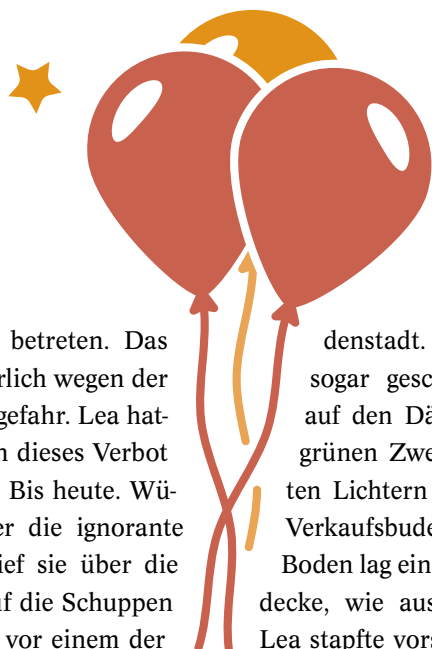 betreten. Das
rlich wegen der
gefahr. Lea hat-
n dieses Verbot
Bis heute. Wü-
er die ignorante
ief sie über die
uf die Schuppen
vor einem der
denstadt.
sogar gesc
auf den Dä
grünen Zwe
ten Lichtern
Verkaufsbude
Boden lag ein
decke, wie aus
Lea stapfte vors